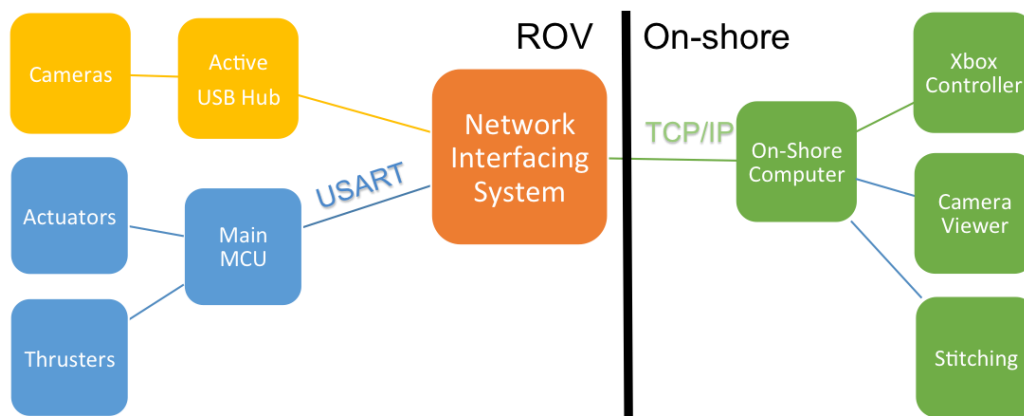 ROV
On-shore
Cameras
Active
USB Hub
Network
Interfacing
System
TCP/IP
On-Shore
Computer
Xbox
Controller
USART
Actuators
Main
MCU
Camera
Viewer
Thrusters
Stitching